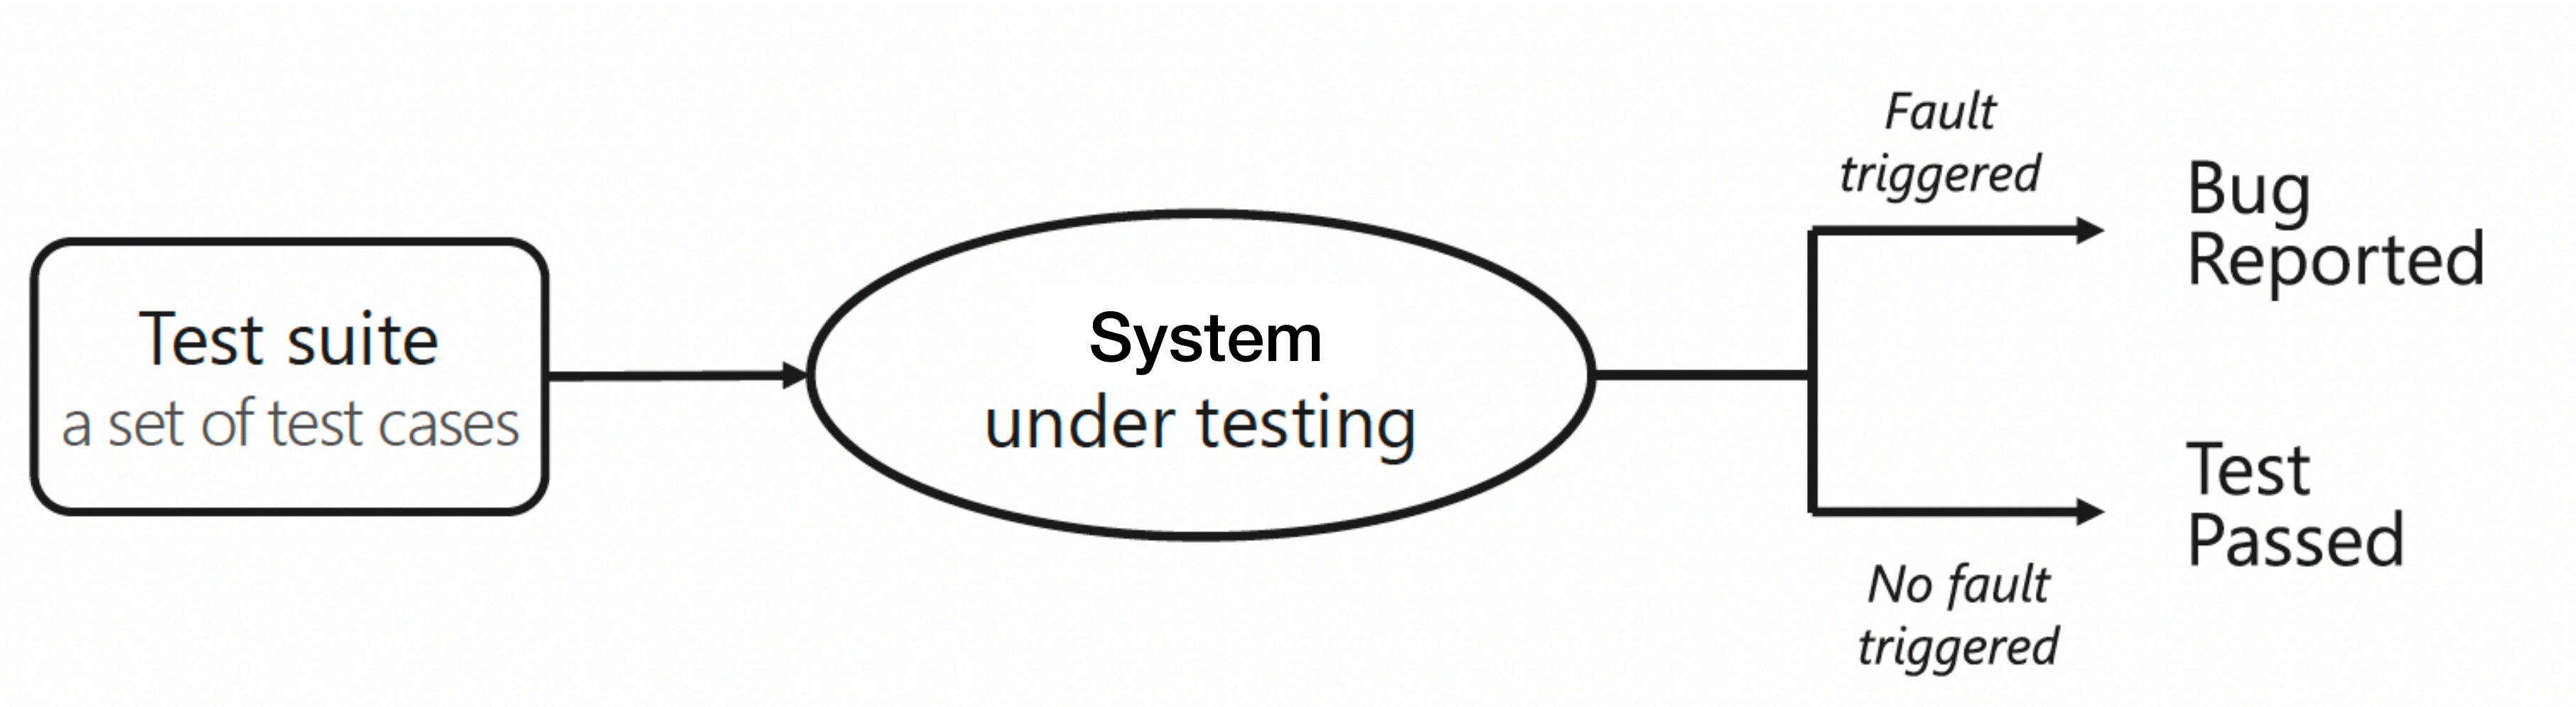 Test suite
a set of test cases
System
under testing
Fault
triggered
Bug
Reported
Test
Passed
No fault
triggered